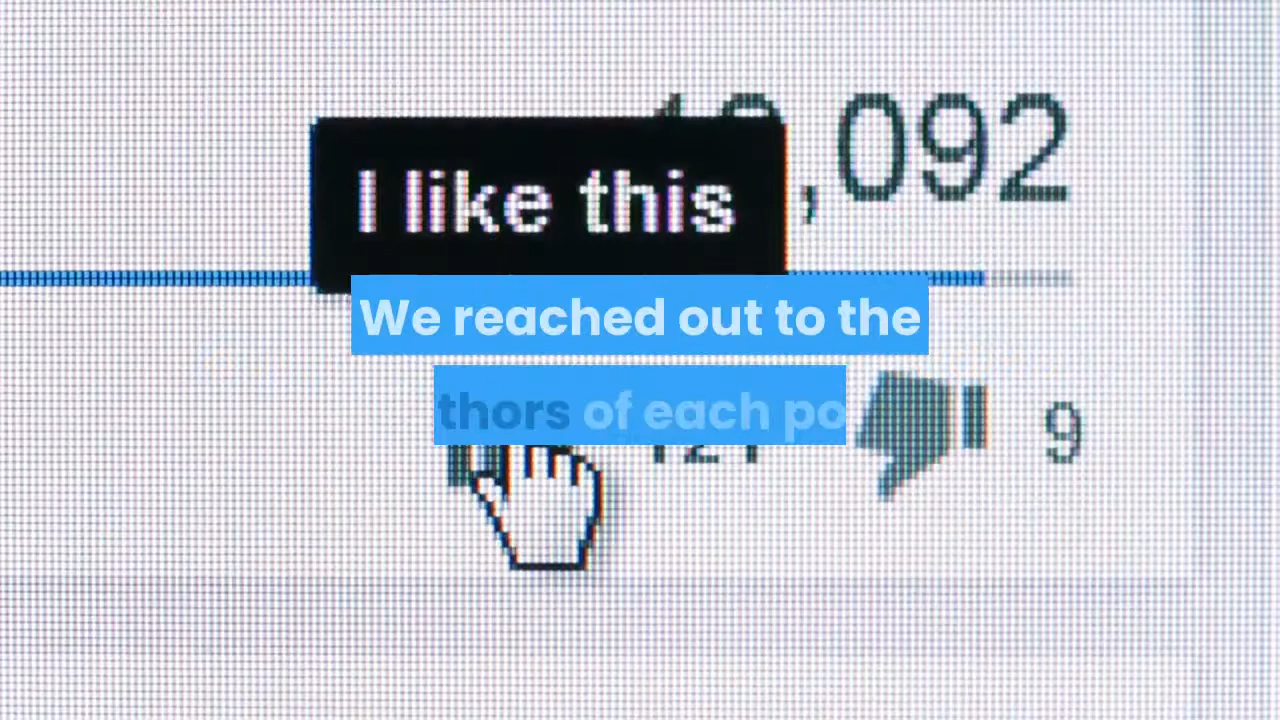 ,092
I like this
We reached out to the
thors of each po
9